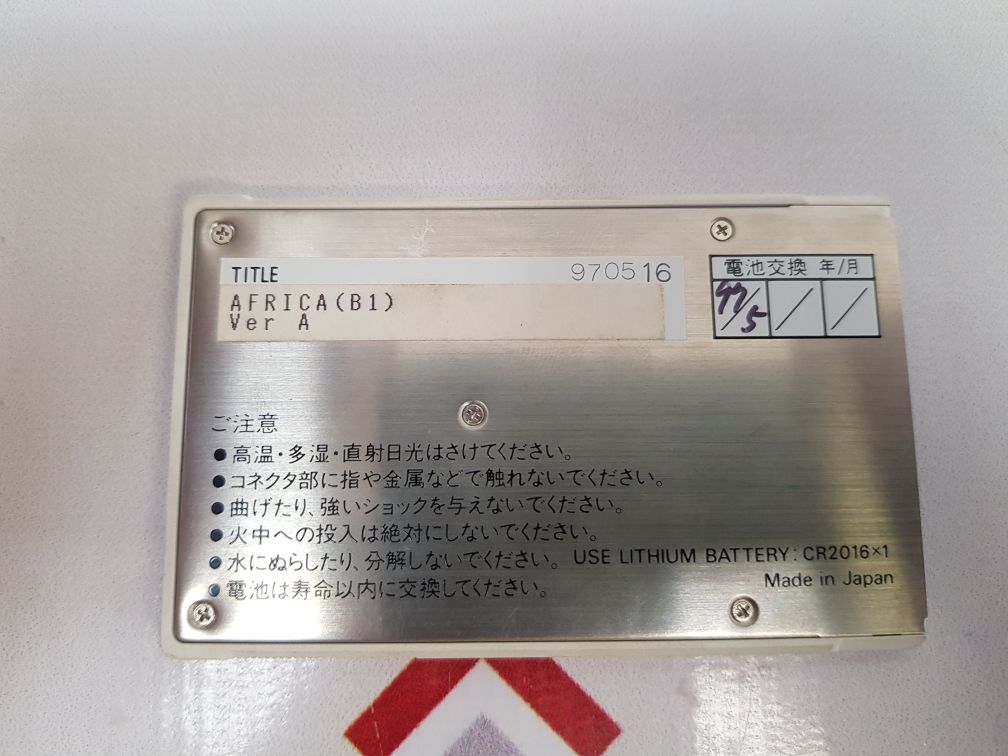 TITLE 970516
AFRICA(B1)
Ver A
電池交換 年/月
97/5 / /
ご注意
●高温・多湿・直射日光はさけてください。
●コネクタ部に指や金属などで触れないでください。
●曲げたり、強いショックを与えないでください。
●火中への投入は絶対にしないでください。
●水にぬらしたり、分解しないでください。 USE LITHIUM BATTERY: CR2016×1
Made in Japan
●電池は寿命以内に交換してください。